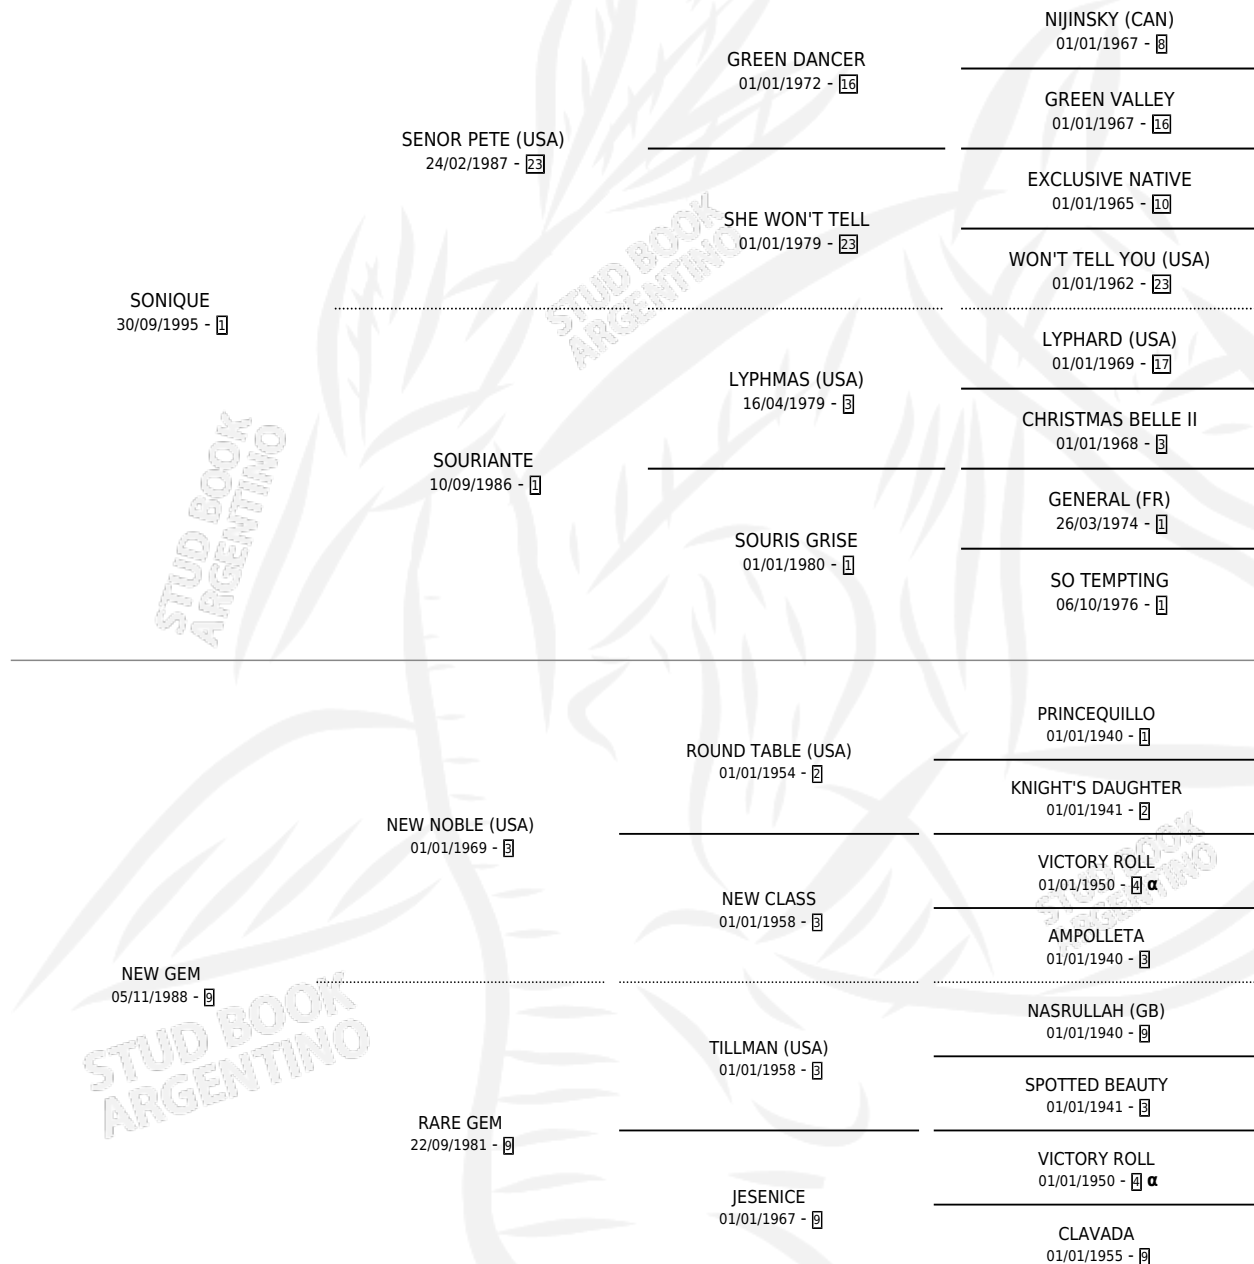 SONIQUE
30/09/1995 - 1
SENOR PETE (USA)
24/02/1987 - 23
GREEN DANCER
01/01/1972 - 16
NIJINSKY (CAN)
01/01/1967 - 8
GREEN VALLEY
01/01/1967 - 16
SHE WON'T TELL
01/01/1979 - 23
EXCLUSIVE NATIVE
01/01/1965 - 10
WON'T TELL YOU (USA)
01/01/1962 - 23
SOURIANTE
10/09/1986 - 1
LYPHMAS (USA)
16/04/1979 - 3
LYPHARD (USA)
01/01/1969 - 17
CHRISTMAS BELLE II
01/01/1968 - 3
SOURIS GRISE
01/01/1980 - 1
GENERAL (FR)
26/03/1974 - 1
SO TEMPTING
06/10/1976 - 1
NEW GEM
05/11/1988 - 9
NEW NOBLE (USA)
01/01/1969 - 3
ROUND TABLE (USA)
01/01/1954 - 2
PRINCEQUILLO
01/01/1940 - 1
KNIGHT'S DAUGHTER
01/01/1941 - 2
NEW CLASS
01/01/1958 - 3
VICTORY ROLL
01/01/1950 - 4 α
AMPOLLETA
01/01/1940 - 3
RARE GEM
22/09/1981 - 9
TILLMAN (USA)
01/01/1958 - 3
NASRULLAH (GB)
01/01/1940 - 9
SPOTTED BEAUTY
01/01/1941 - 3
JESENICE
01/01/1967 - 9
VICTORY ROLL
01/01/1950 - 4 α
CLAVADA
01/01/1955 - 9
STUD BOOK
ARGENTINO
STUD BOOK
ARGENTINO
STUD BOOK
ARGENTINO
STUD BOOK
ARGENTINO